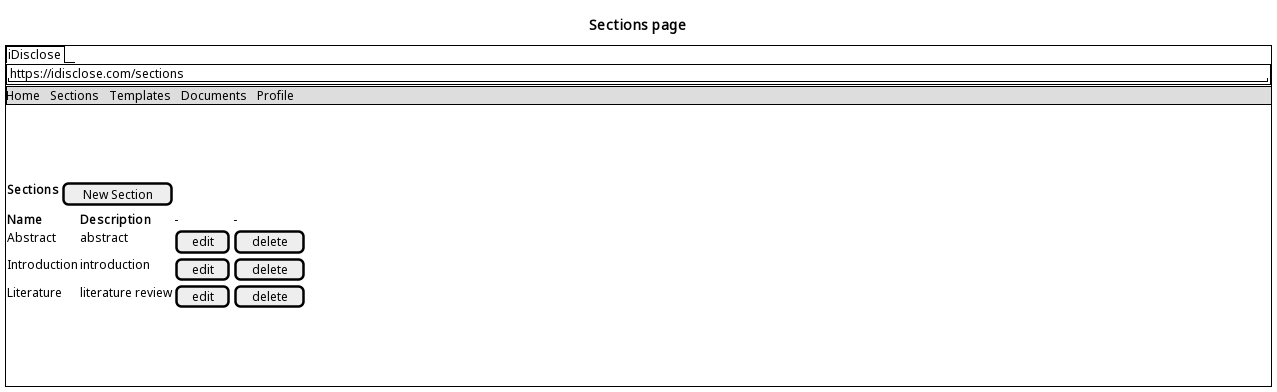 Sections page
iDisclose
https://idisclose.com/sections
Home Sections Templates Documents Profile
Sections New Section
Name Description - -
Abstract abstract edit delete
Introduction introduction edit delete
Literature literature review edit delete